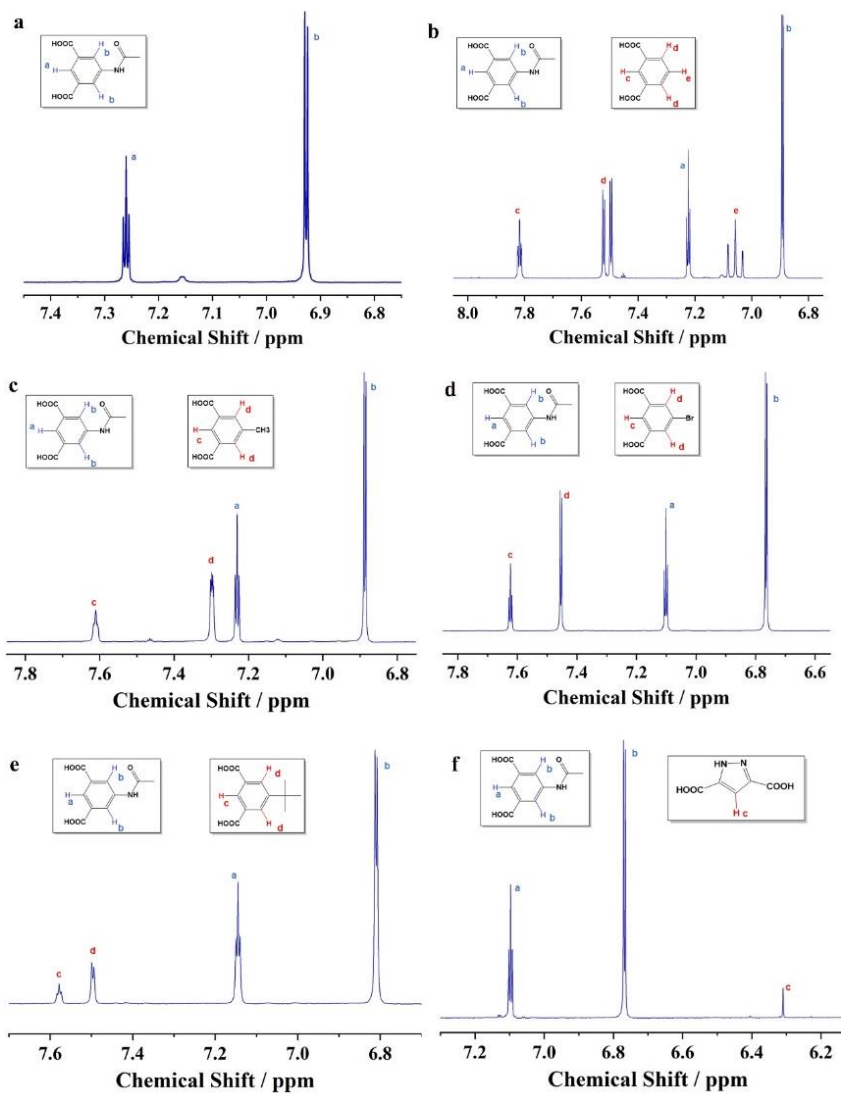 a
HOOC
H
b
O
a
H
NH
HOOC
H
b
a
b
7.4 7.3 7.2 7.1 7.0 6.9 6.8
Chemical Shift / ppm
b
HOOC
H
b
O
a
H
NH
HOOC
H
b
HOOC
H
d
H
c
H
e
HOOC
H
d
c
d
a
e
b
8.0 7.8 7.6 7.4 7.2 7.0 6.8
Chemical Shift / ppm
c
HOOC
H
b
O
H
a
NH
HOOC
H
b
HOOC
H
d
H
c
CH3
HOOC
H
d
c
d
a
b
7.8 7.6 7.4 7.2 7.0 6.8
Chemical Shift / ppm
d
HOOC
H
b
O
H
a
NH
HOOC
H
b
HOOC
H
d
H
c
Br
HOOC
H
d
c
d
a
b
7.8 7.6 7.4 7.2 7.0 6.8 6.6
Chemical Shift / ppm
e
HOOC
H
b
O
H
a
NH
HOOC
H
b
HOOC
H
d
H
c
HOOC
H
d
c
d
a
b
7.6 7.4 7.2 7.0 6.8
Chemical Shift / ppm
f
HOOC
H
b
O
H
a
NH
HOOC
H
b
HN
N
HOOC
COOH
H c
a
b
c
7.2 7.0 6.8 6.6 6.4 6.2
Chemical Shift / ppm